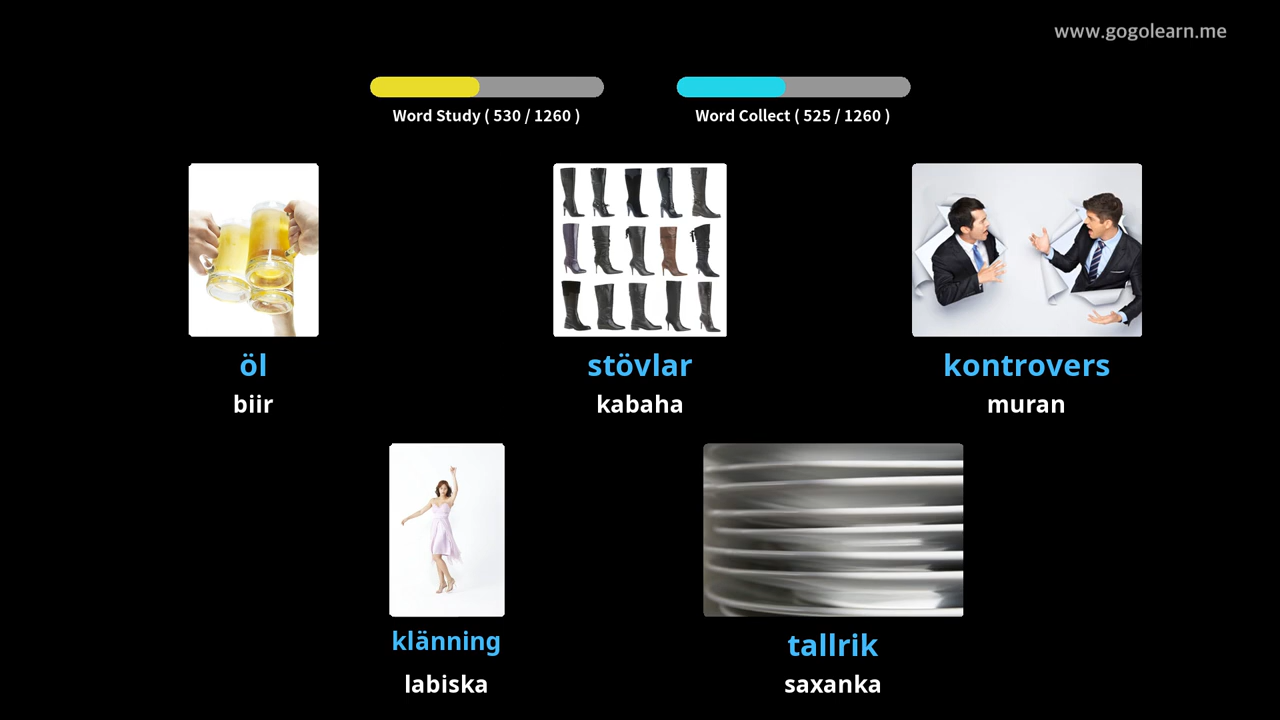 www.gogolearn.me
Word Study ( 530 / 1260 )
Word Collect ( 525 / 1260 )
öl
biir
stövlar
kabaha
kontrovers
muran
klänning
labiska
tallrik
saxanka